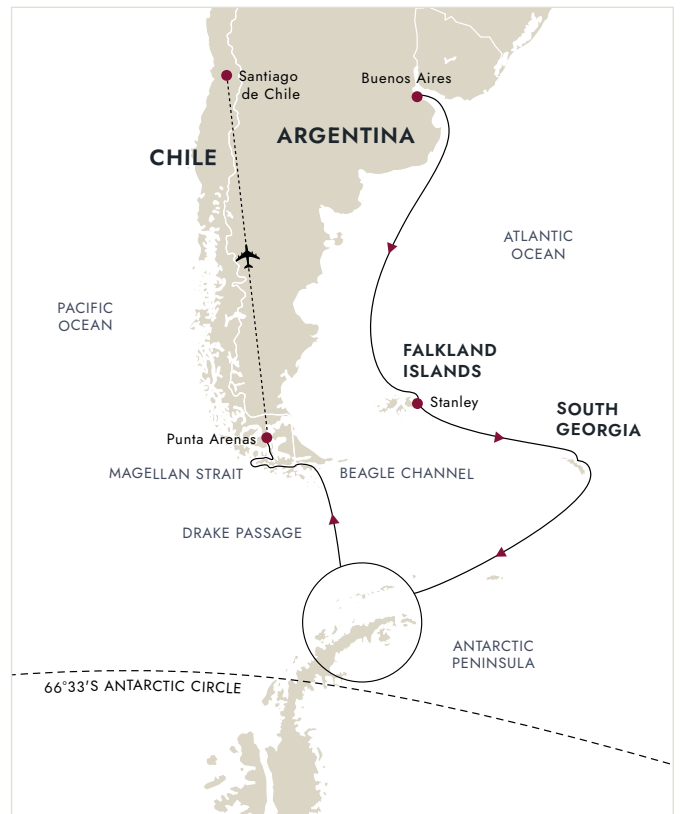 Santiago
de Chile
Buenos Aires
ARGENTINA
CHILE
ATLANTIC
OCEAN
PACIFIC
OCEAN
FALKLAND
ISLANDS
Stanley
SOUTH
GEORGIA
Punta Arenas
MAGELLAN STRAIT
BEAGLE CHANNEL
DRAKE PASSAGE
ANTARCTIC
PENINSULA
66°33'S ANTARCTIC CIRCLE